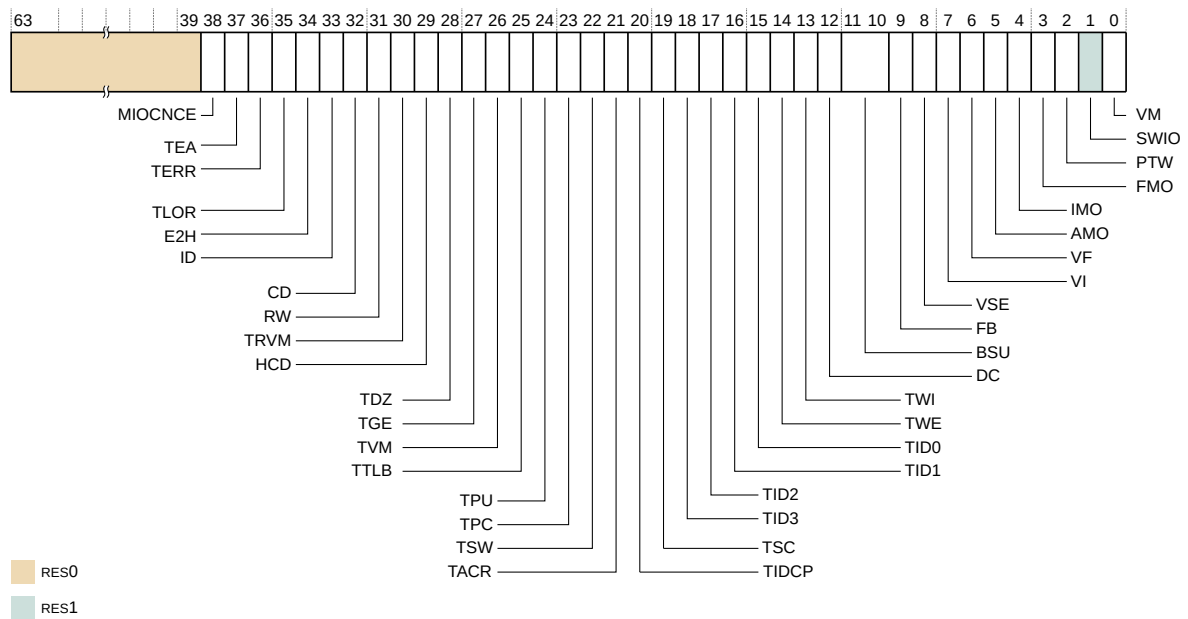 63 39 38 37 36 35 34 33 32 31 30 29 28 27 26 25 24 23 22 21 20 19 18 17 16 15 14 13 12 11 10 9 8 7 6 5 4 3 2 1 0
MIOCNCE VM
TEA SWIO
TERR PTW
FMO
TLOR IMO
E2H AMO
ID VF
VI
CD VSE
RW FB
TRVM BSU
HCD DC
TDZ TWI
TGE TWE
TVM TID0
TTLB TID1
TPU TID2
TPC TID3
TSW TSC
TACR TIDCP
RES0
RES1